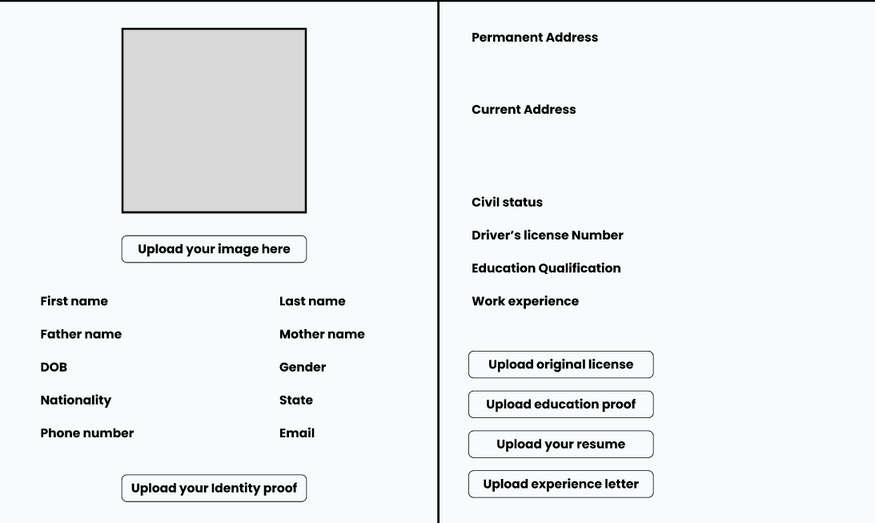 Upload your image here
First name
Last name
Father name
Mother name
DOB
Gender
Nationality
State
Phone number
Email
Upload your Identity proof
Permanent Address
Current Address
Civil status
Driver’s license Number
Education Qualification
Work experience
Upload original license
Upload education proof
Upload your resume
Upload experience letter